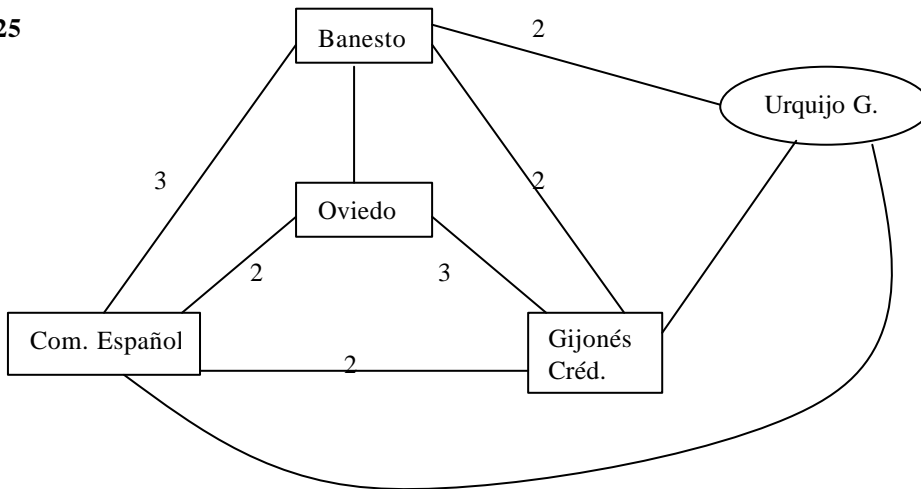 25
Banesto
2
Urquijo G.
3
2
Oviedo
2
3
Com. Español
2
Gijonés
Créd.